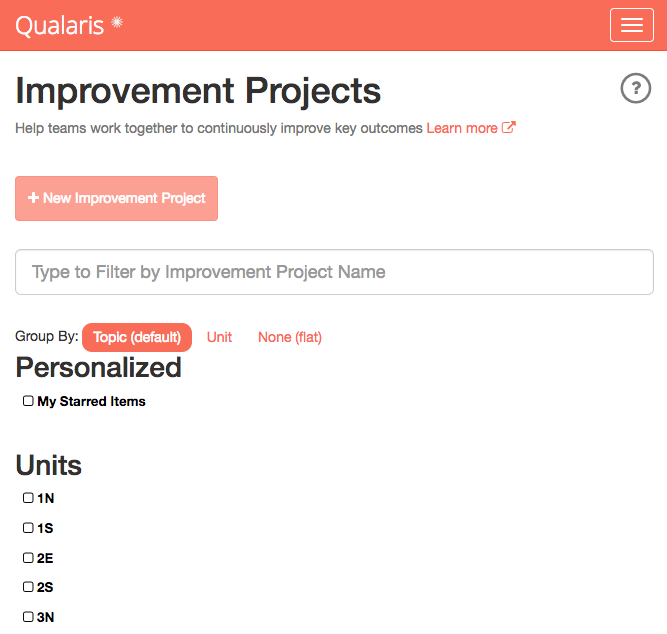 Qualaris
Improvement Projects
?
Help teams work together to continuously improve key outcomes Learn more
+ New Improvement Project
Type to Filter by Improvement Project Name
Group By: Topic (default) Unit None (flat)
Personalized
My Starred Items
Units
1N
1S
2E
2S
3N